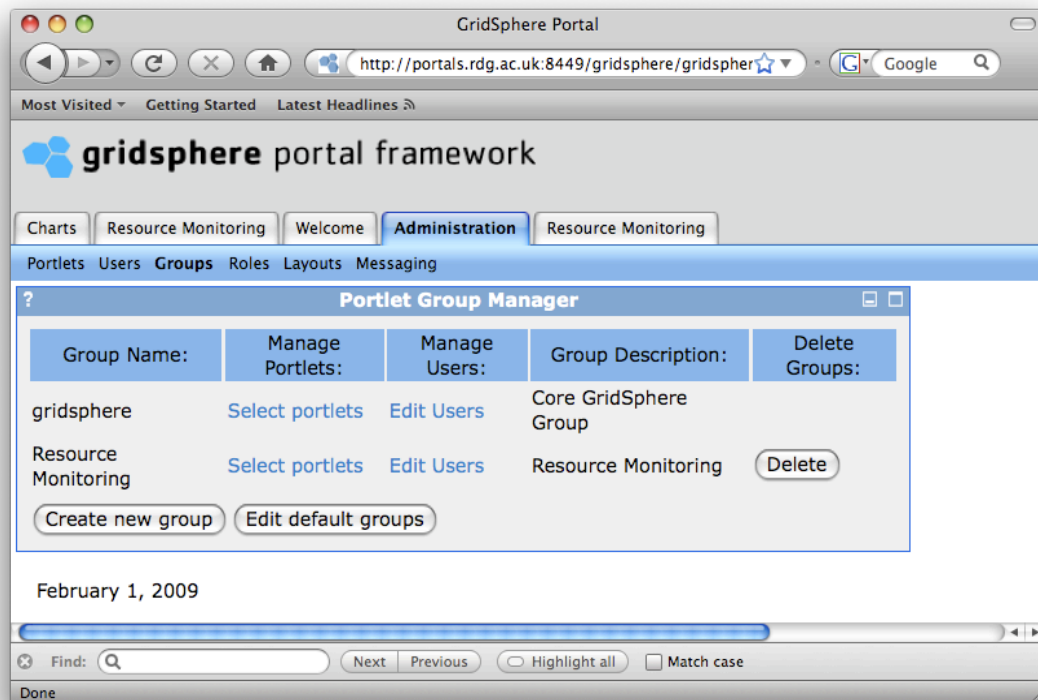 GridSphere Portal
http://portals.rdg.ac.uk:8449/gridsphere/gridspher
G Google
Most Visited Getting Started Latest Headlines
gridsphere portal framework
Charts Resource Monitoring Welcome Administration Resource Monitoring
Portlets Users Groups Roles Layouts Messaging
? Portlet Group Manager
Group Name: Manage Portlets: Manage Users: Group Description: Delete Groups:
gridsphere Select portlets Edit Users Core GridSphere Group
Resource Monitoring Select portlets Edit Users Resource Monitoring Delete
Create new group Edit default groups
February 1, 2009
Find: Next Previous Highlight all Match case
Done